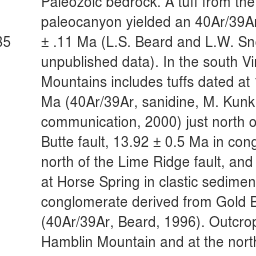 Paleozoic bedrock. A tuff from the
paleocanyon yielded an 40Ar/39Ar
35 ± .11 Ma (L.S. Beard and L.W. Sn
unpublished data). In the south Vir
Mountains includes tuffs dated at
Ma (40Ar/39Ar, sanidine, M. Kunk
communication, 2000) just north o
Butte fault, 13.92 ± 0.5 Ma in cong
north of the Lime Ridge fault, and
at Horse Spring in clastic sedimen
conglomerate derived from Gold B
(40Ar/39Ar, Beard, 1996). Outcrop
Hamblin Mountain and at the north